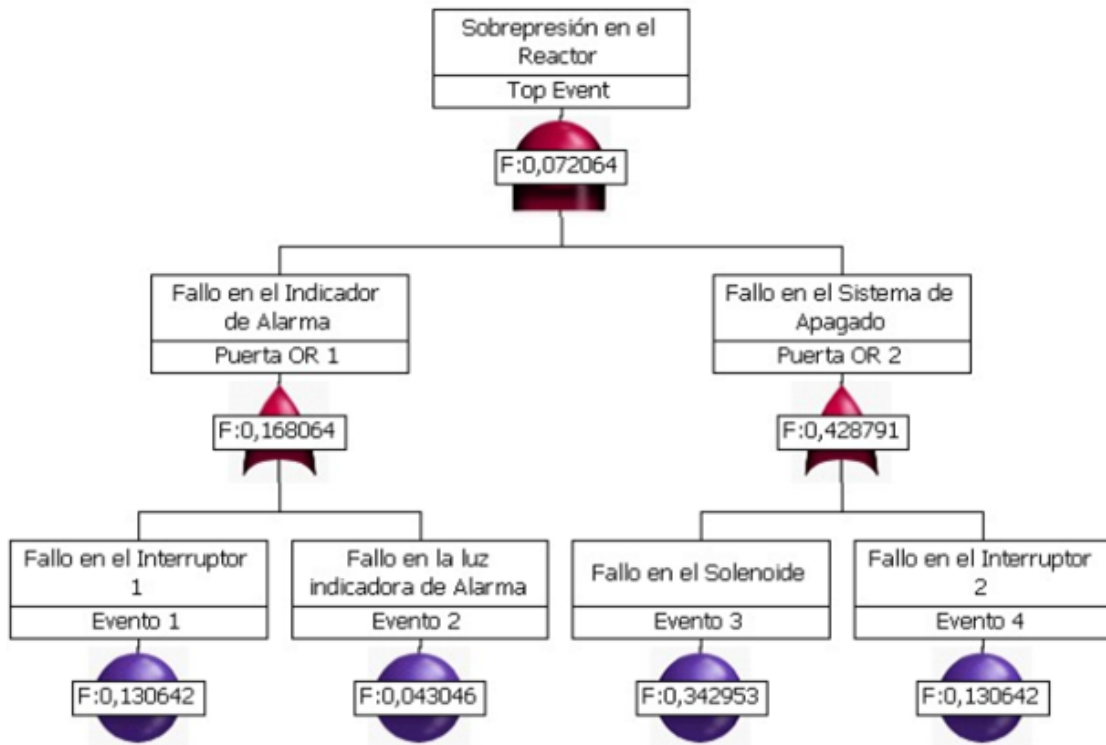 Sobrepresión en el
Reactor
Top Event
F:0,072064
Fallo en el Indicador
de Alarma
Puerta OR 1
F:0,168064
Fallo en el Sistema de
Apagado
Puerta OR 2
F:0,428791
Fallo en el Interruptor
1
Evento 1
F:0,130642
Fallo en la luz
indicadora de Alarma
Evento 2
F:0,043046
Fallo en el Solenoide
Evento 3
F:0,342953
Fallo en el Interruptor
2
Evento 4
F:0,130642